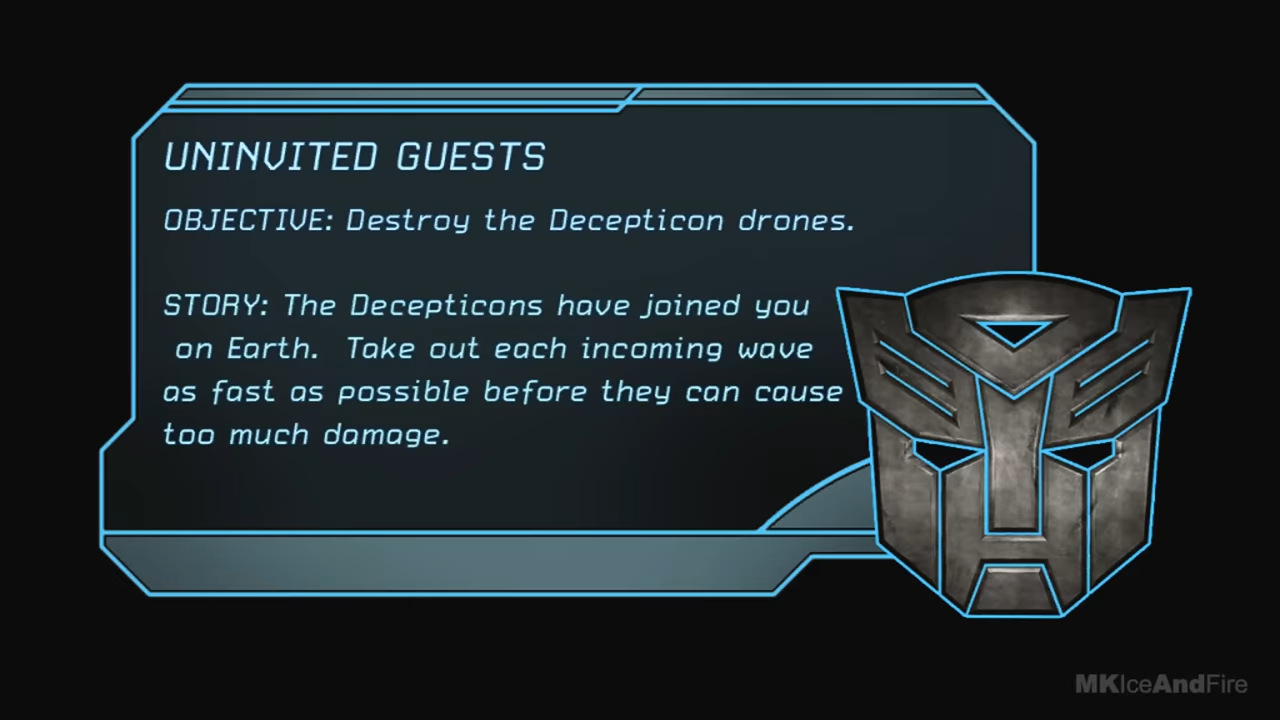 UNINVITED GUESTS
OBJECTIVE: Destroy the Decepticon drones.
STORY: The Decepticons have joined you
on Earth. Take out each incoming wave
as fast as possible before they can cause
too much damage.
MKIceAndFire